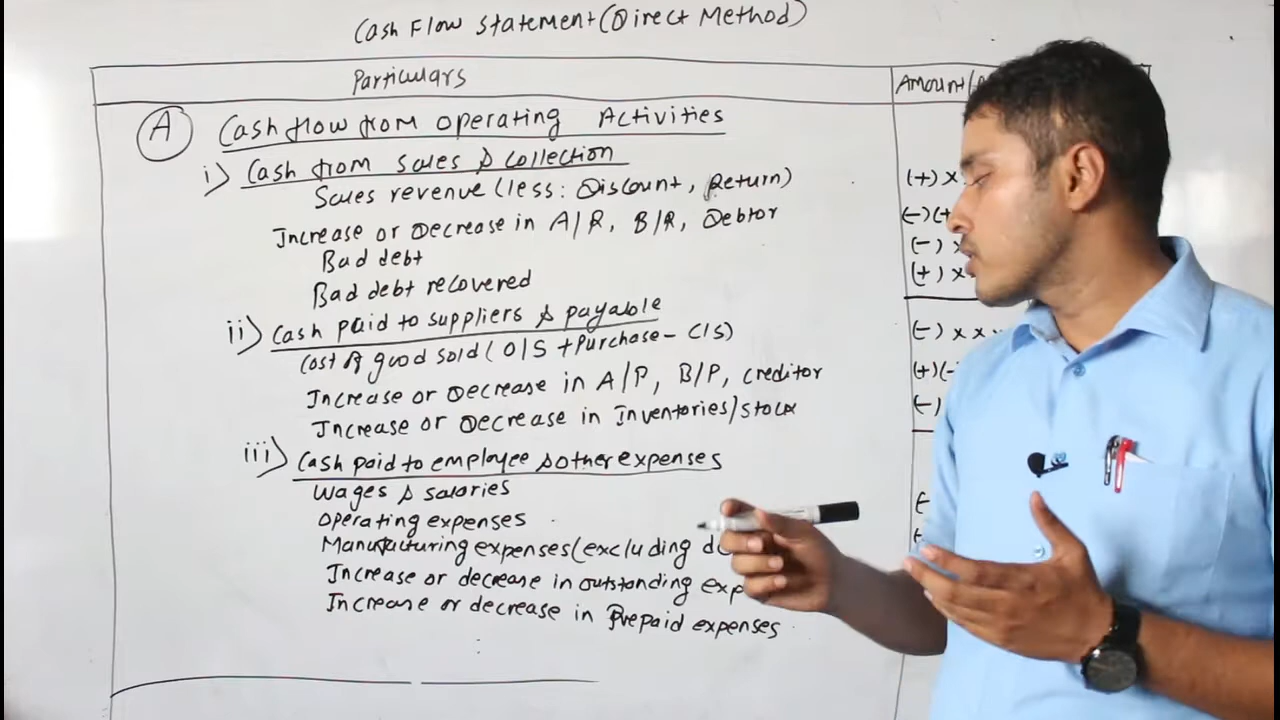 Cash Flow Statement (Direct Method)
Particulars
Amount
A Cash flow from operating Activities
i) Cash from sales & collection
Sales revenue (less: Discount, Return) (+) x
Increase or Decrease in A/R, B/R, Debtor (-)(+
Bad debt (-) x
Bad debt recovered (+) x
ii) Cash paid to suppliers & payable
Cost of good sold (O/S + Purchase - C/S) (-) x x
Increase or Decrease in A/P, B/P, creditor (+)(-
Increase or Decrease in Inventories/stock (-)
iii) Cash paid to employee & other expenses
Wages & salaries (-
Operating expenses
Manufacturing expenses (excluding
Increase or decrease in outstanding exp
Increase or decrease in Prepaid expenses